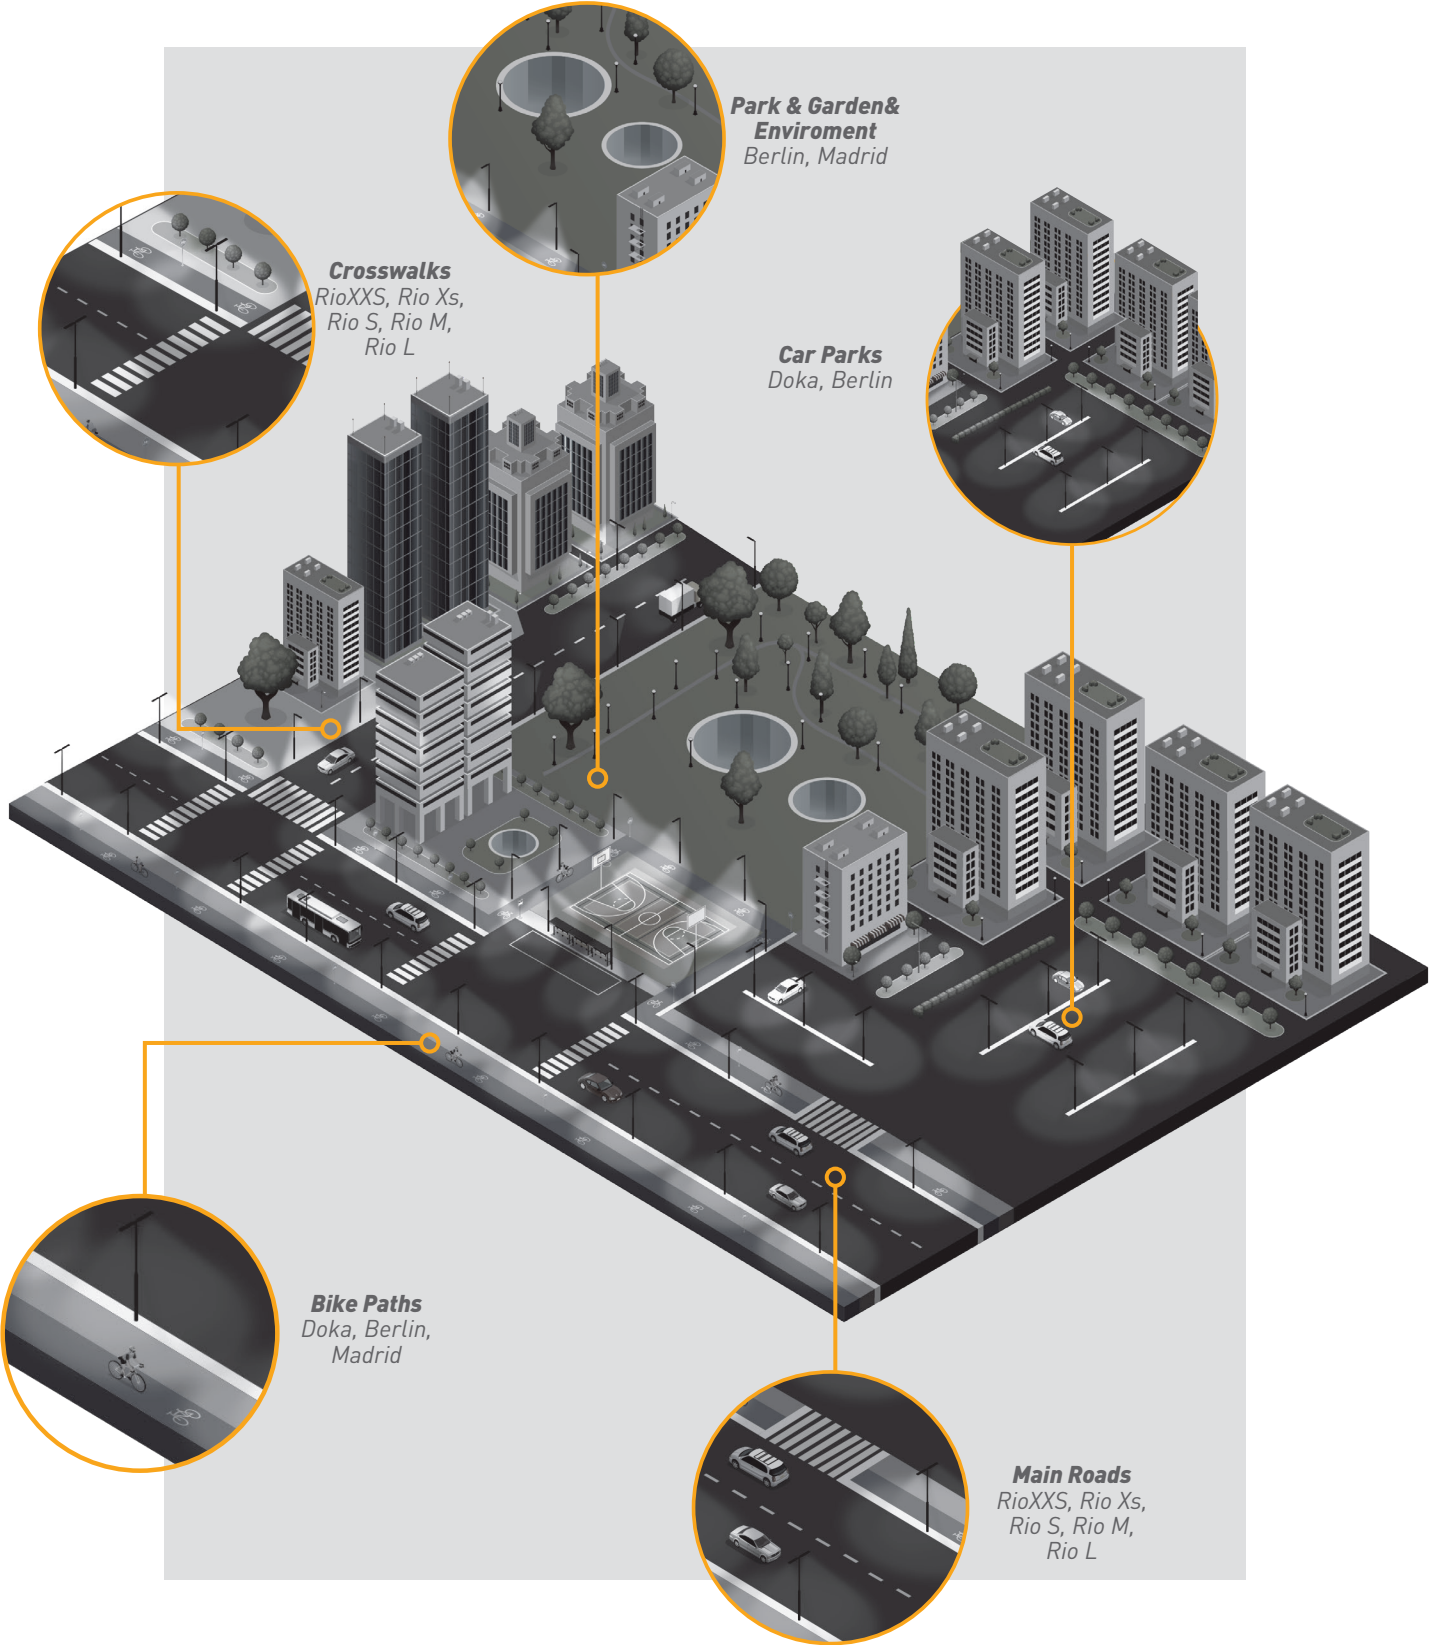 Park & Garden&
Enviroment
Berlin, Madrid
Crosswalks
RioXXS, Rio Xs,
Rio S, Rio M,
Rio L
Car Parks
Doka, Berlin
Bike Paths
Doka, Berlin,
Madrid
Main Roads
RioXXS, Rio Xs,
Rio S, Rio M,
Rio L